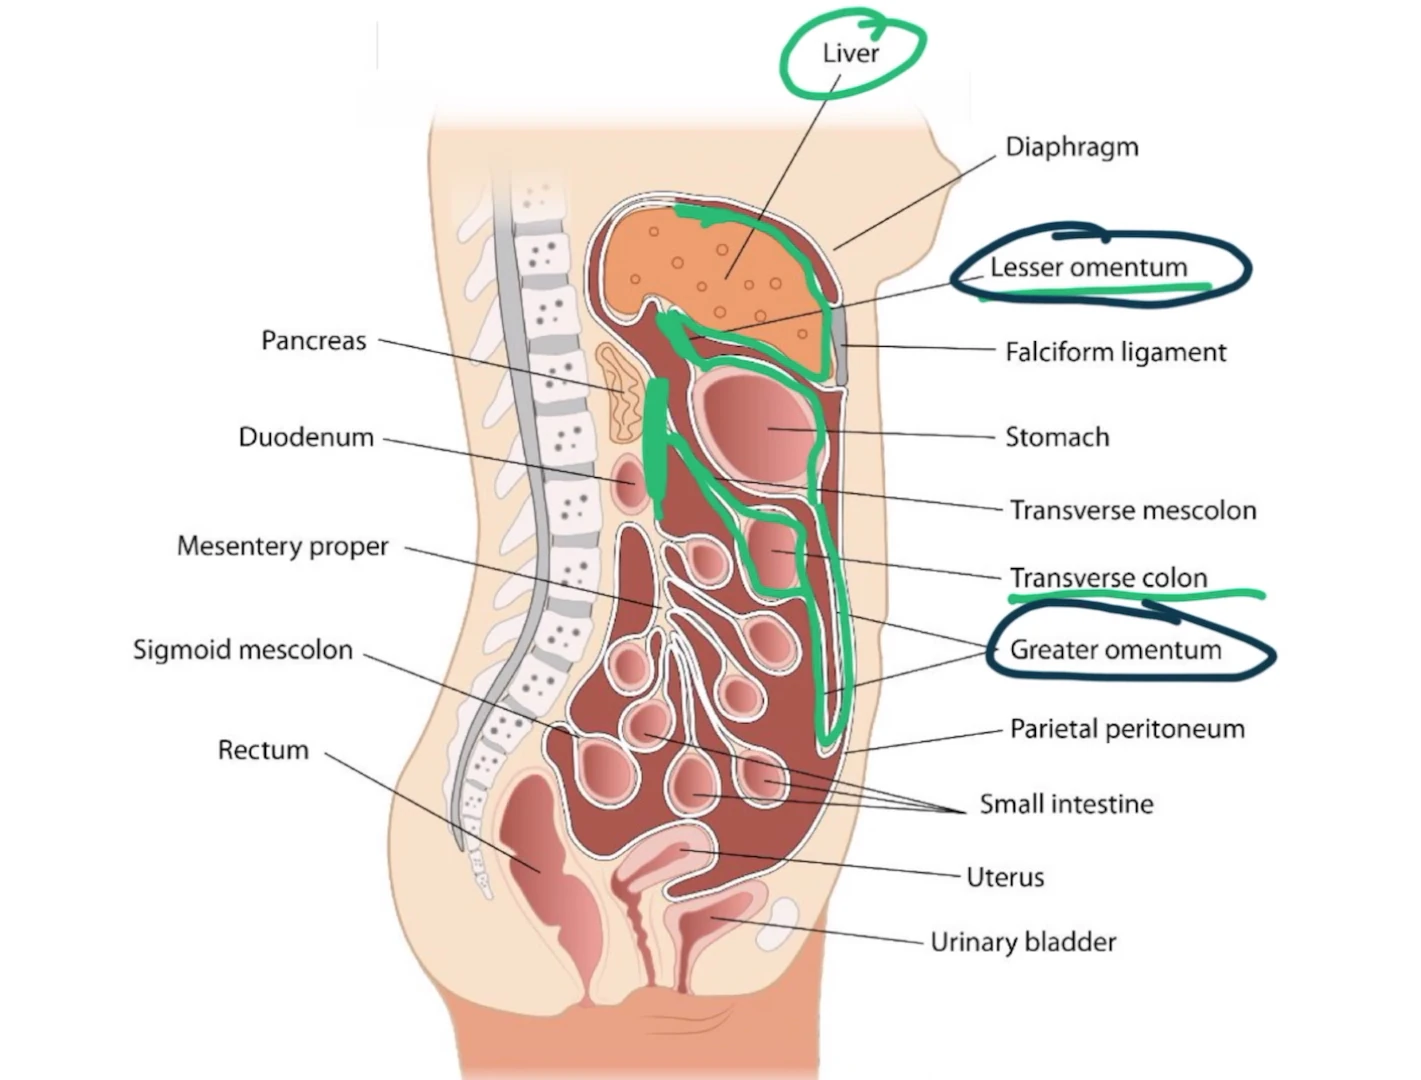 Liver
Diaphragm
Lesser omentum
Falciform ligament
Pancreas
Stomach
Duodenum
Transverse mescolon
Mesentery proper
Transverse colon
Greater omentum
Sigmoid mescolon
Parietal peritoneum
Rectum
Small intestine
Uterus
Urinary bladder